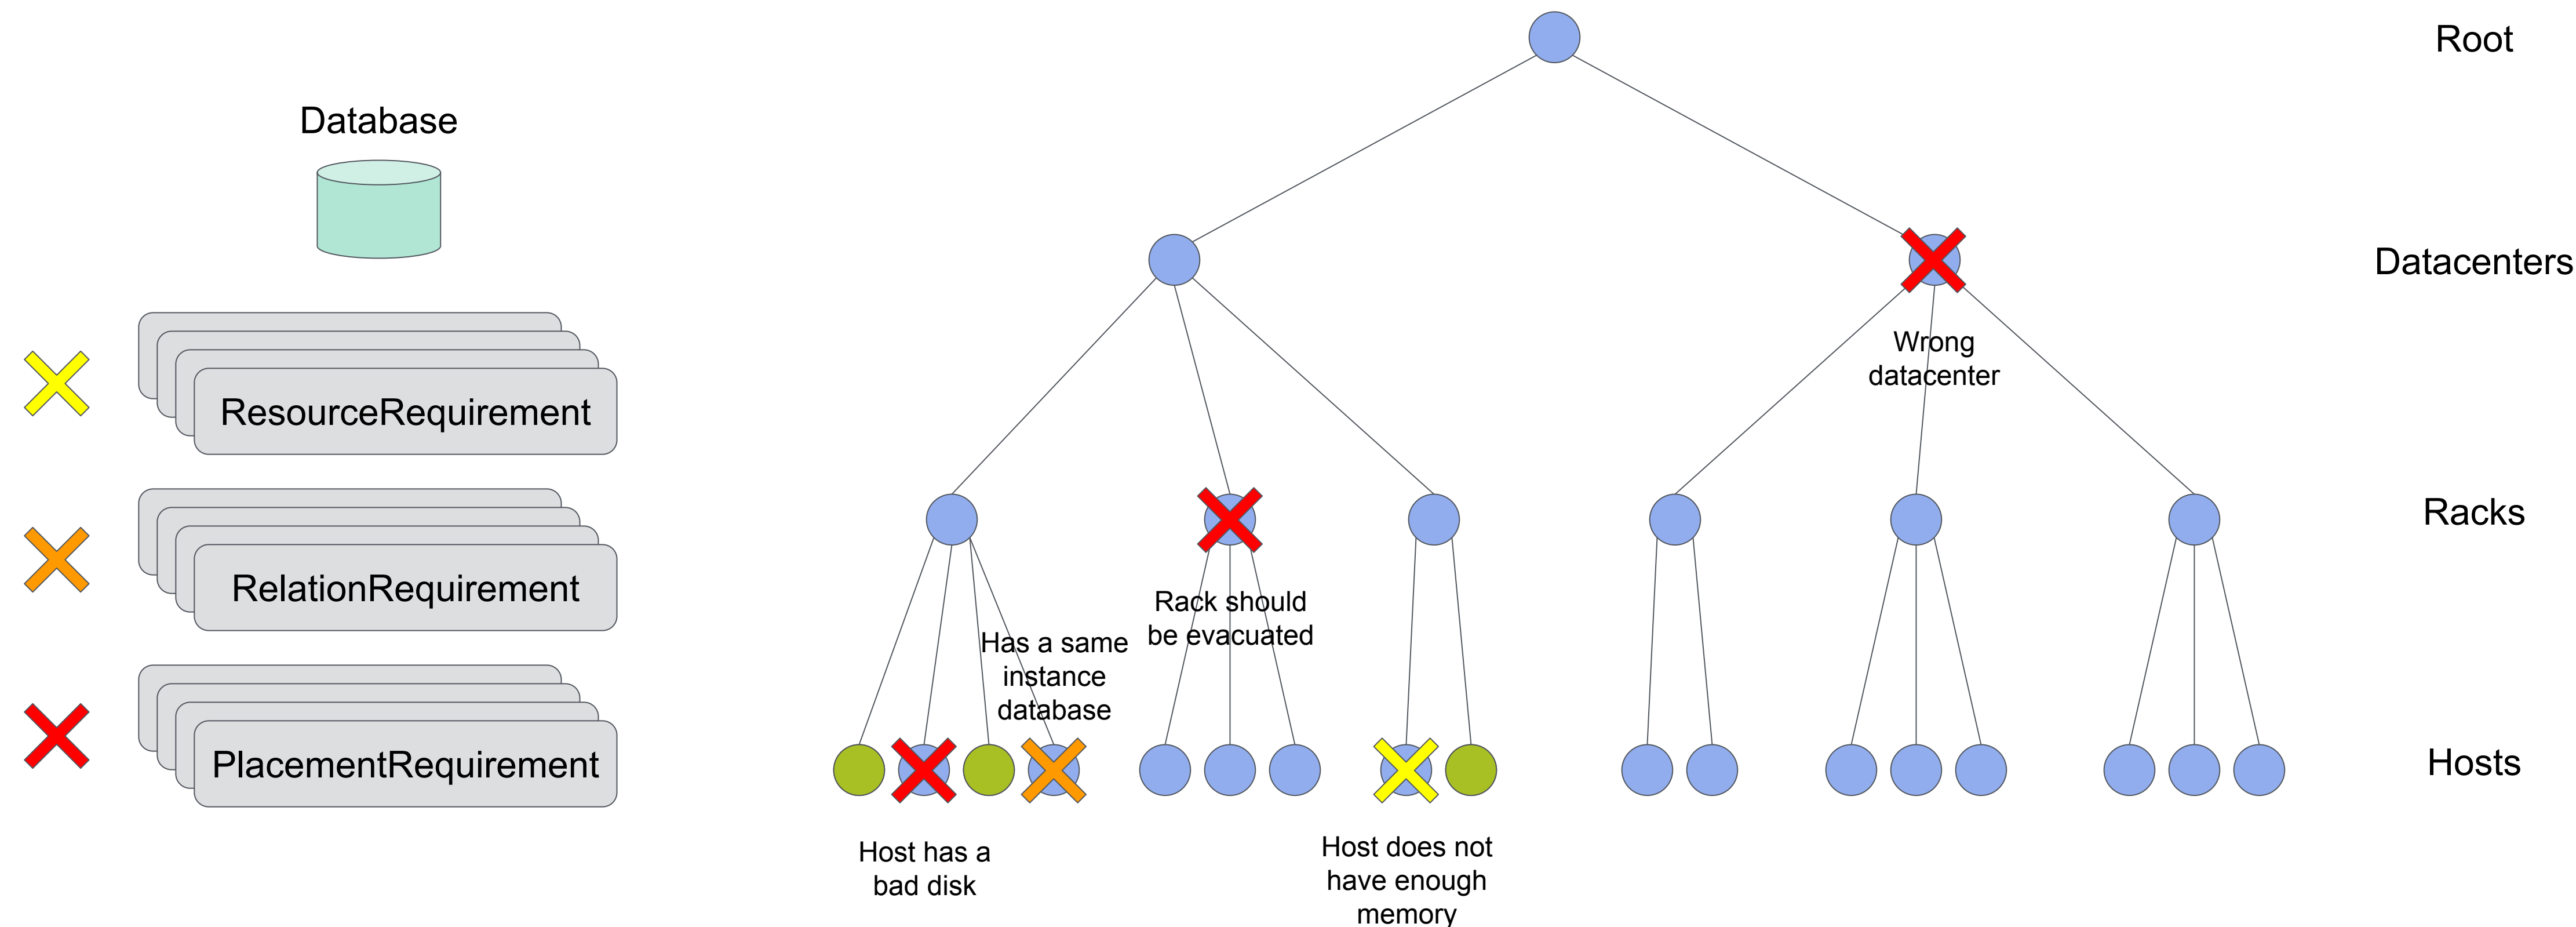 Root
Database
Datacenters
Wrong
datacenter
ResourceRequirement
Racks
RelationRequirement
Rack should
be evacuated
Has a same
instance
database
PlacementRequirement
Hosts
Host has a
bad disk
Host does not
have enough
memory